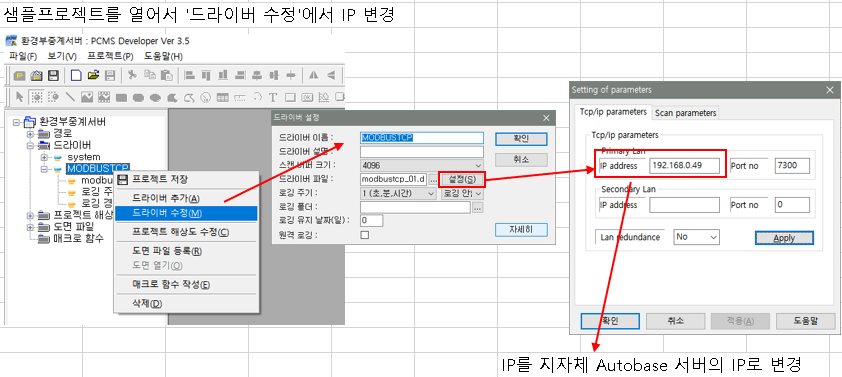 샘플프로젝트를 열어서 '드라이버 수정'에서 IP 변경
환경부중계서버 : PCMS Developer Ver 3.5
파일(F) 보기(V) 프로젝트(P) 도움말(H)
환경부중계서버
경로
드라이버
system
MODBUSTCP
modbu
로깅 주
로깅 경
프로젝트 해상
도면 파일
매크로 함수
프로젝트 저장
드라이버 추가(A)
드라이버 수정(M)
프로젝트 해상도 수정(C)
도면 파일 등록(R)
도면 열기(O)
매크로 함수 작성(E)
삭제(D)
드라이버 설정
드라이버 이름 : MODBUSTCP 확인
드라이버 설명 : 취소
스캔 버퍼 크기 : 4096
드라이버 파일 : modbustcp_01.d ... 설정(S)
로깅 주기 : 1 (초,분,시간) 로깅 안
로깅 폴더 : ...
로깅 유지 날짜(일) : 0
원격 로깅 : 자세히
Setting of parameters
Tcp/ip parameters Scan parameters
Tcp/ip parameters
Primary Lan
IP address 192.168.0.49 Port no 7300
Secondary Lan
IP address Port no 0
Lan redundance No Apply
확인 취소 적용(A) 도움말
IP를 지자체 Autobase 서버의 IP로 변경